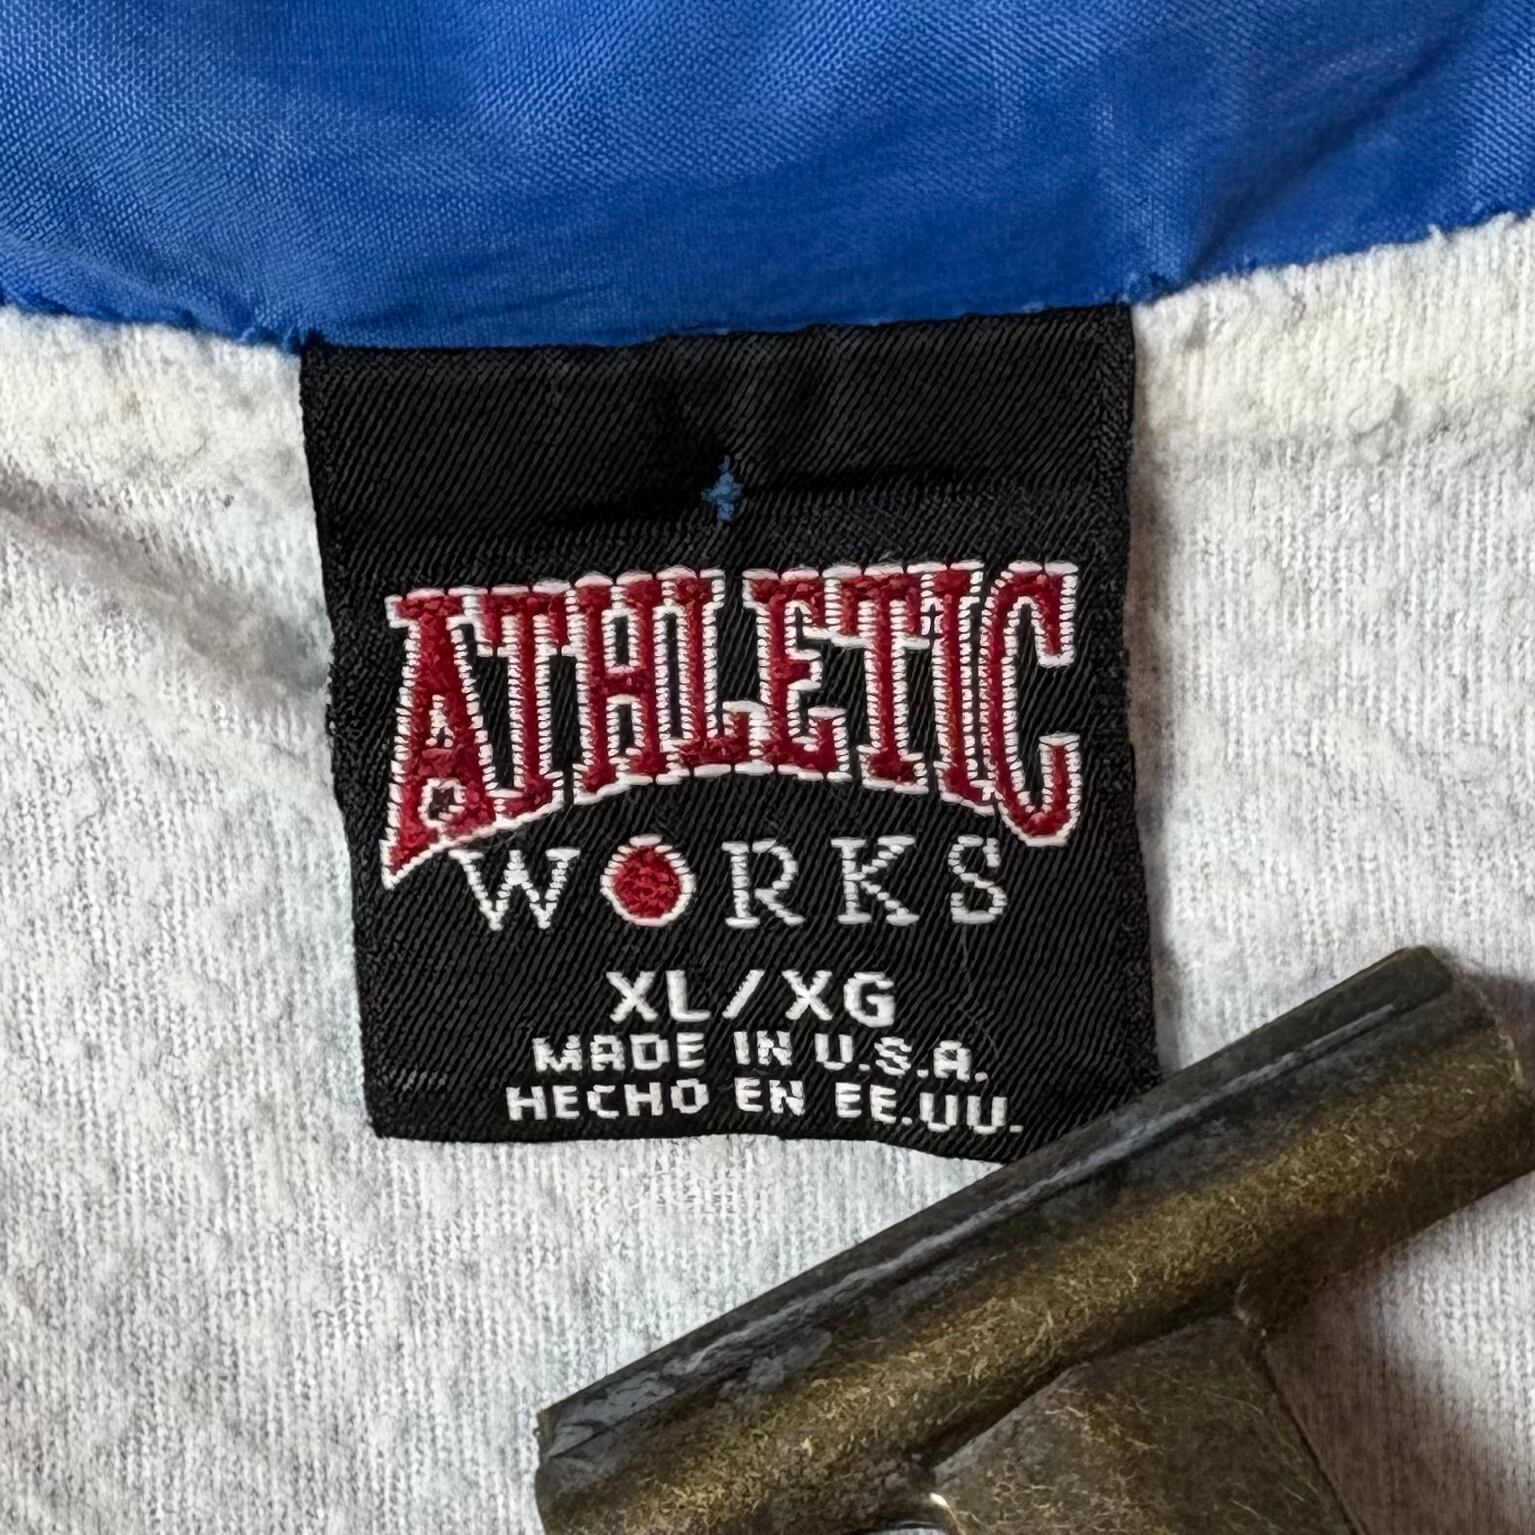 ATHLETIC
WORKS
XL/XG
MADE IN U.S.A.
HECHO EN EE.UU.